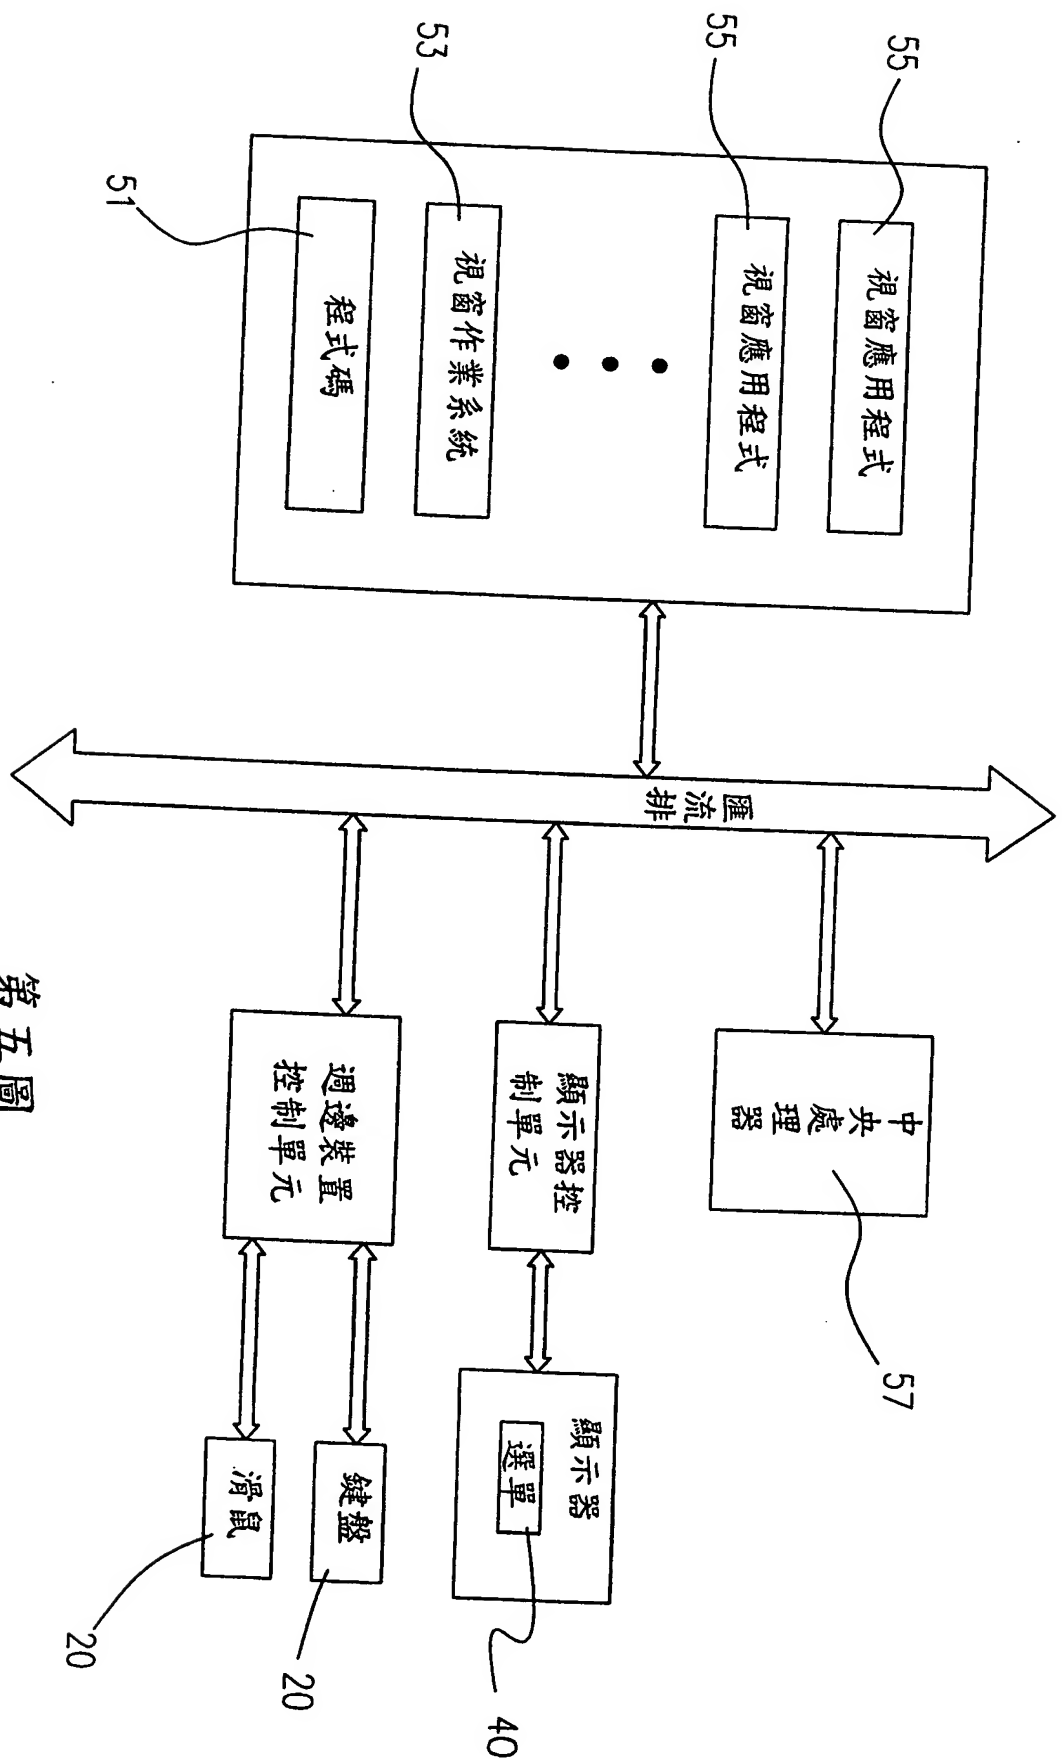 55
視窗應用程式
55
視窗應用程式
53
視窗作業系統
51
程式碼
匯流排
中央處理器
57
顯示器控
制單元
顯示器
選單
40
週邊裝置
控制單元
鍵盤
20
滑鼠
20
第五圖